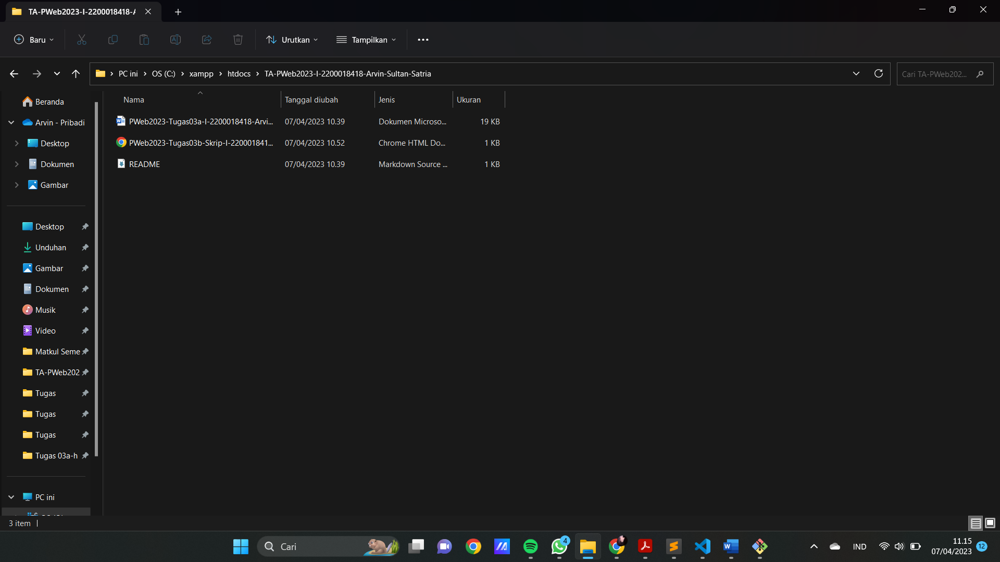 TA-PWeb2023-I-2200018418-A
Baru
Urutkan
Tampilkan
PC ini > OS (C:) > xampp > htdocs > TA-PWeb2023-I-2200018418-Arvin-Sultan-Satria
Cari TA-PWeb202...
Nama Tanggal diubah Jenis Ukuran
PWeb2023-Tugas03a-I-2200018418-Arvi... 07/04/2023 10.39 Dokumen Microso... 19 KB
PWeb2023-Tugas03b-Skrip-I-220001841... 07/04/2023 10.52 Chrome HTML Do... 1 KB
README 07/04/2023 10.39 Markdown Source ... 1 KB
Beranda
Arvin - Pribadi
Desktop
Dokumen
Gambar
Desktop
Unduhan
Gambar
Dokumen
Musik
Video
Matkul Seme
TA-PWeb202
Tugas
Tugas
Tugas
Tugas 03a-h
PC ini
3 item
Cari
4
IND
11.15
07/04/2023
12